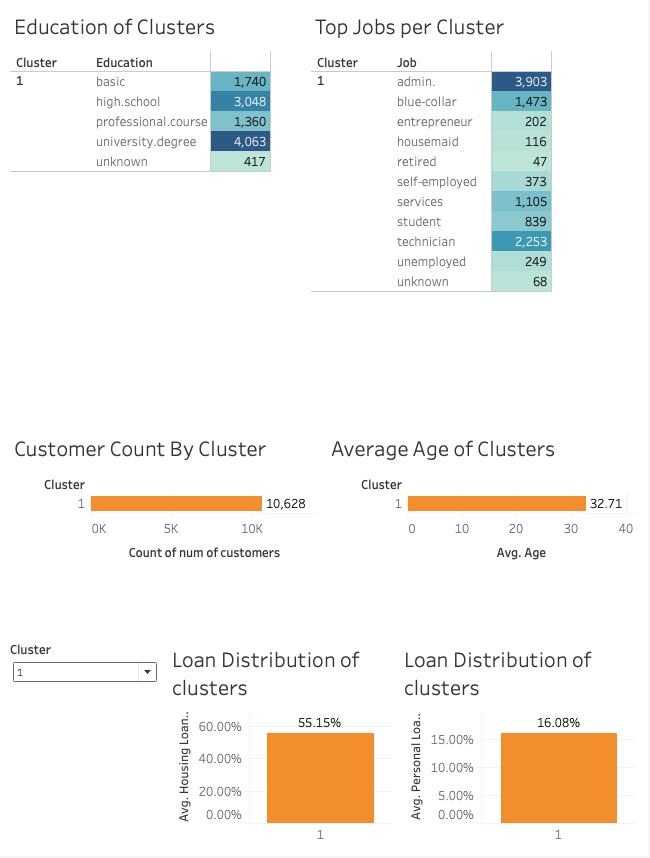 Education of Clusters
Cluster Education
1 basic 1,740
high.school 3,048
professional.course 1,360
university.degree 4,063
unknown 417
Top Jobs per Cluster
Cluster Job
1 admin. 3,903
blue-collar 1,473
entrepreneur 202
housemaid 116
retired 47
self-employed 373
services 1,105
student 839
technician 2,253
unemployed 249
unknown 68
Customer Count By Cluster
Cluster
1 10,628
0K 5K 10K
Count of num of customers
Average Age of Clusters
Cluster
1 32.71
0 10 20 30 40
Avg. Age
Cluster
1
Loan Distribution of
clusters
Avg. Housing Loan..
55.15%
60.00%
40.00%
20.00%
0.00%
1
Loan Distribution of
clusters
Avg. Personal Loa..
16.08%
15.00%
10.00%
5.00%
0.00%
1